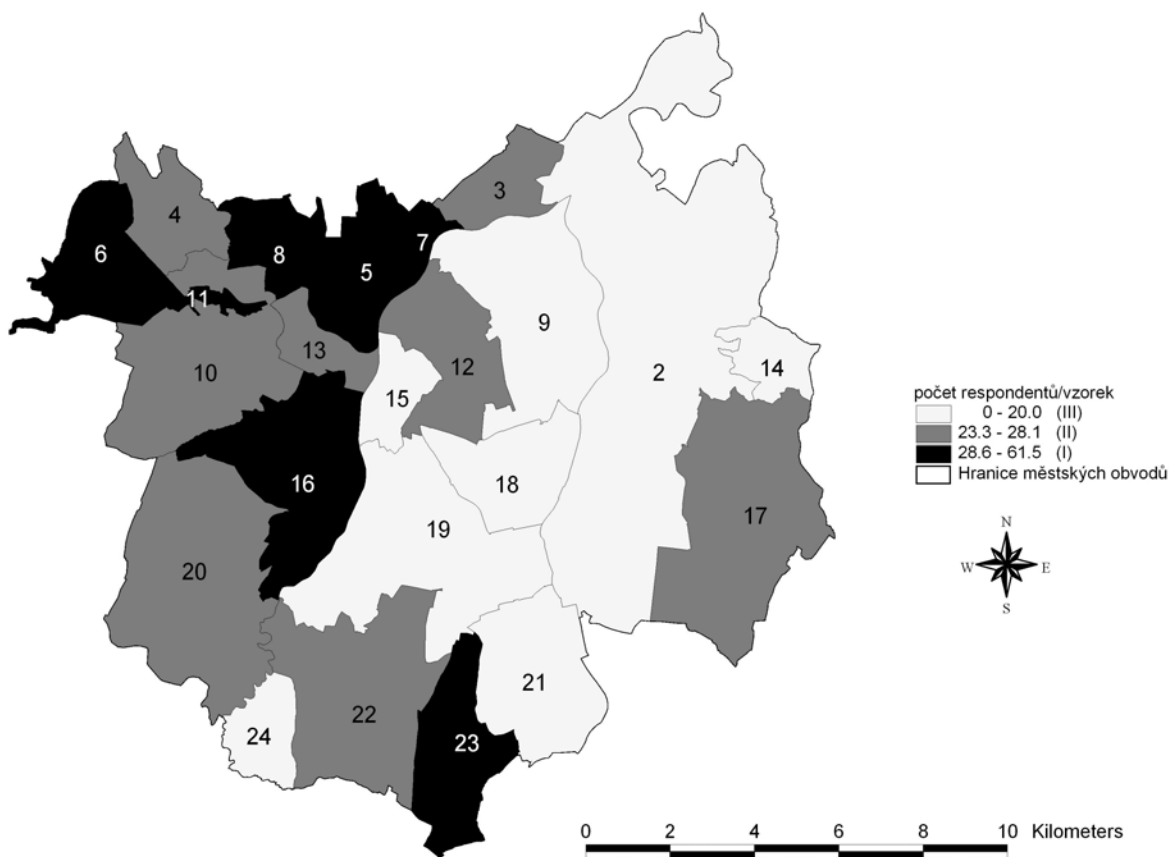 3
4
7
6
8
5
11
9
13
10
12
2
14
15
16
18
17
19
20
21
22
24
23
počet respondentů/vzorek
0 - 20.0 (III)
23.3 - 28.1 (II)
28.6 - 61.5 (I)
Hranice městských obvodů
N
W E
S
0 2 4 6 8 10 Kilometers